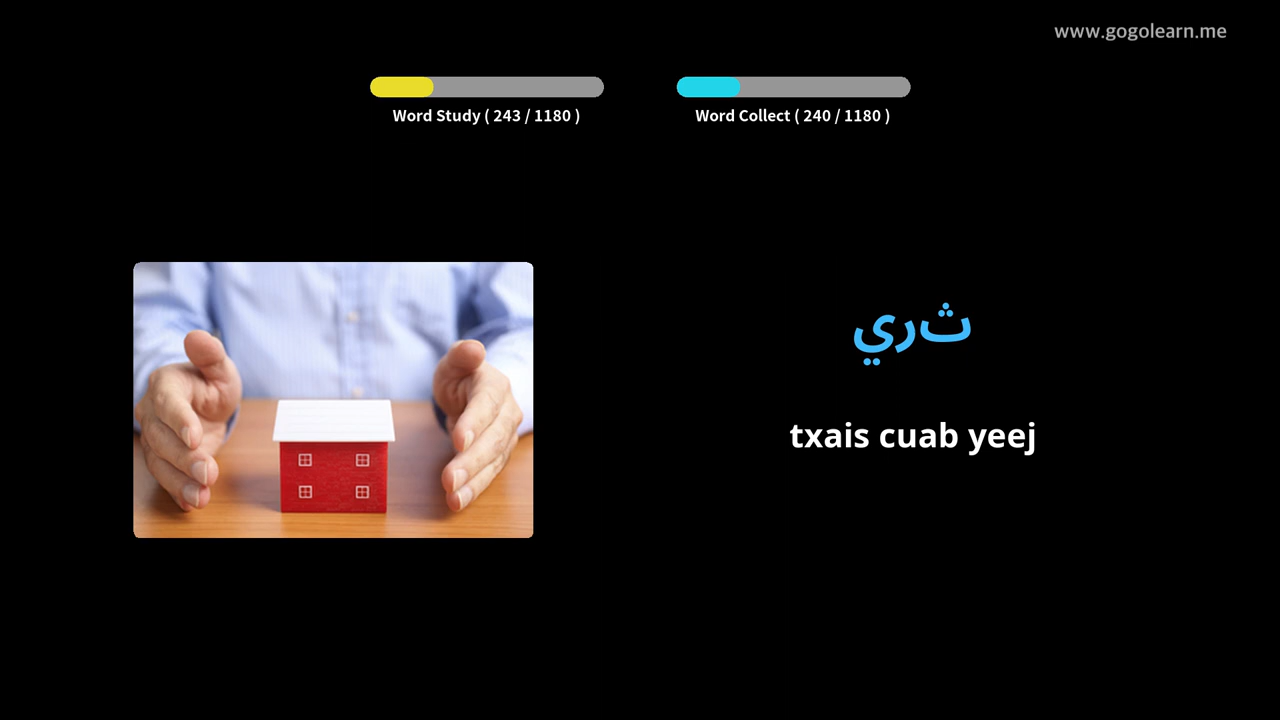 www.gogolearn.me
Word Study ( 243 / 1180 )
Word Collect ( 240 / 1180 )
ثري
txais cuab yeej